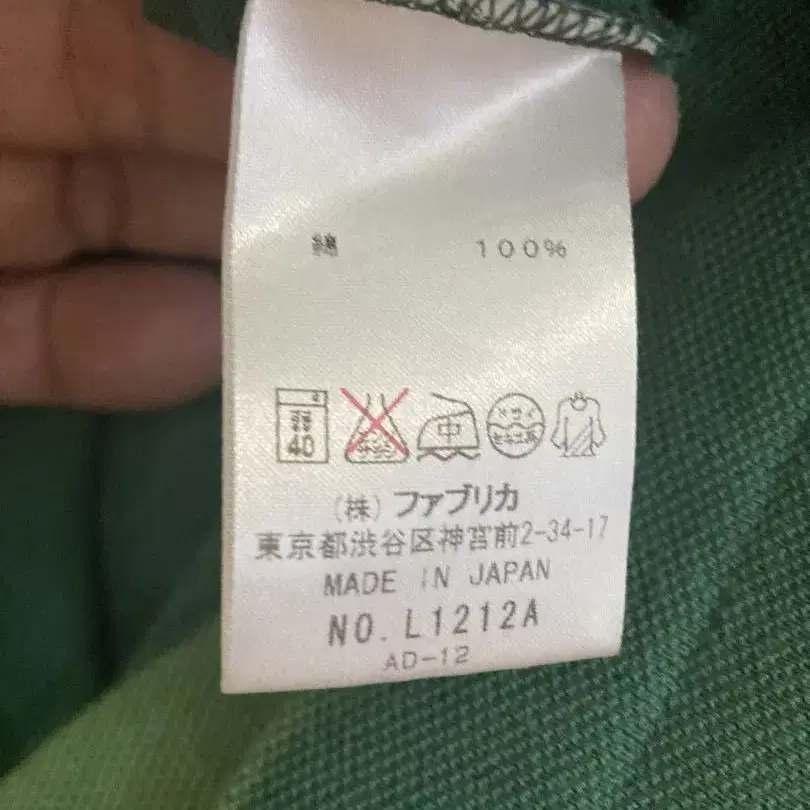 綿 100%
40
中
(株) ファブリカ
東京都渋谷区神宮前2-34-17
MADE IN JAPAN
NO. L1212A
AD-12